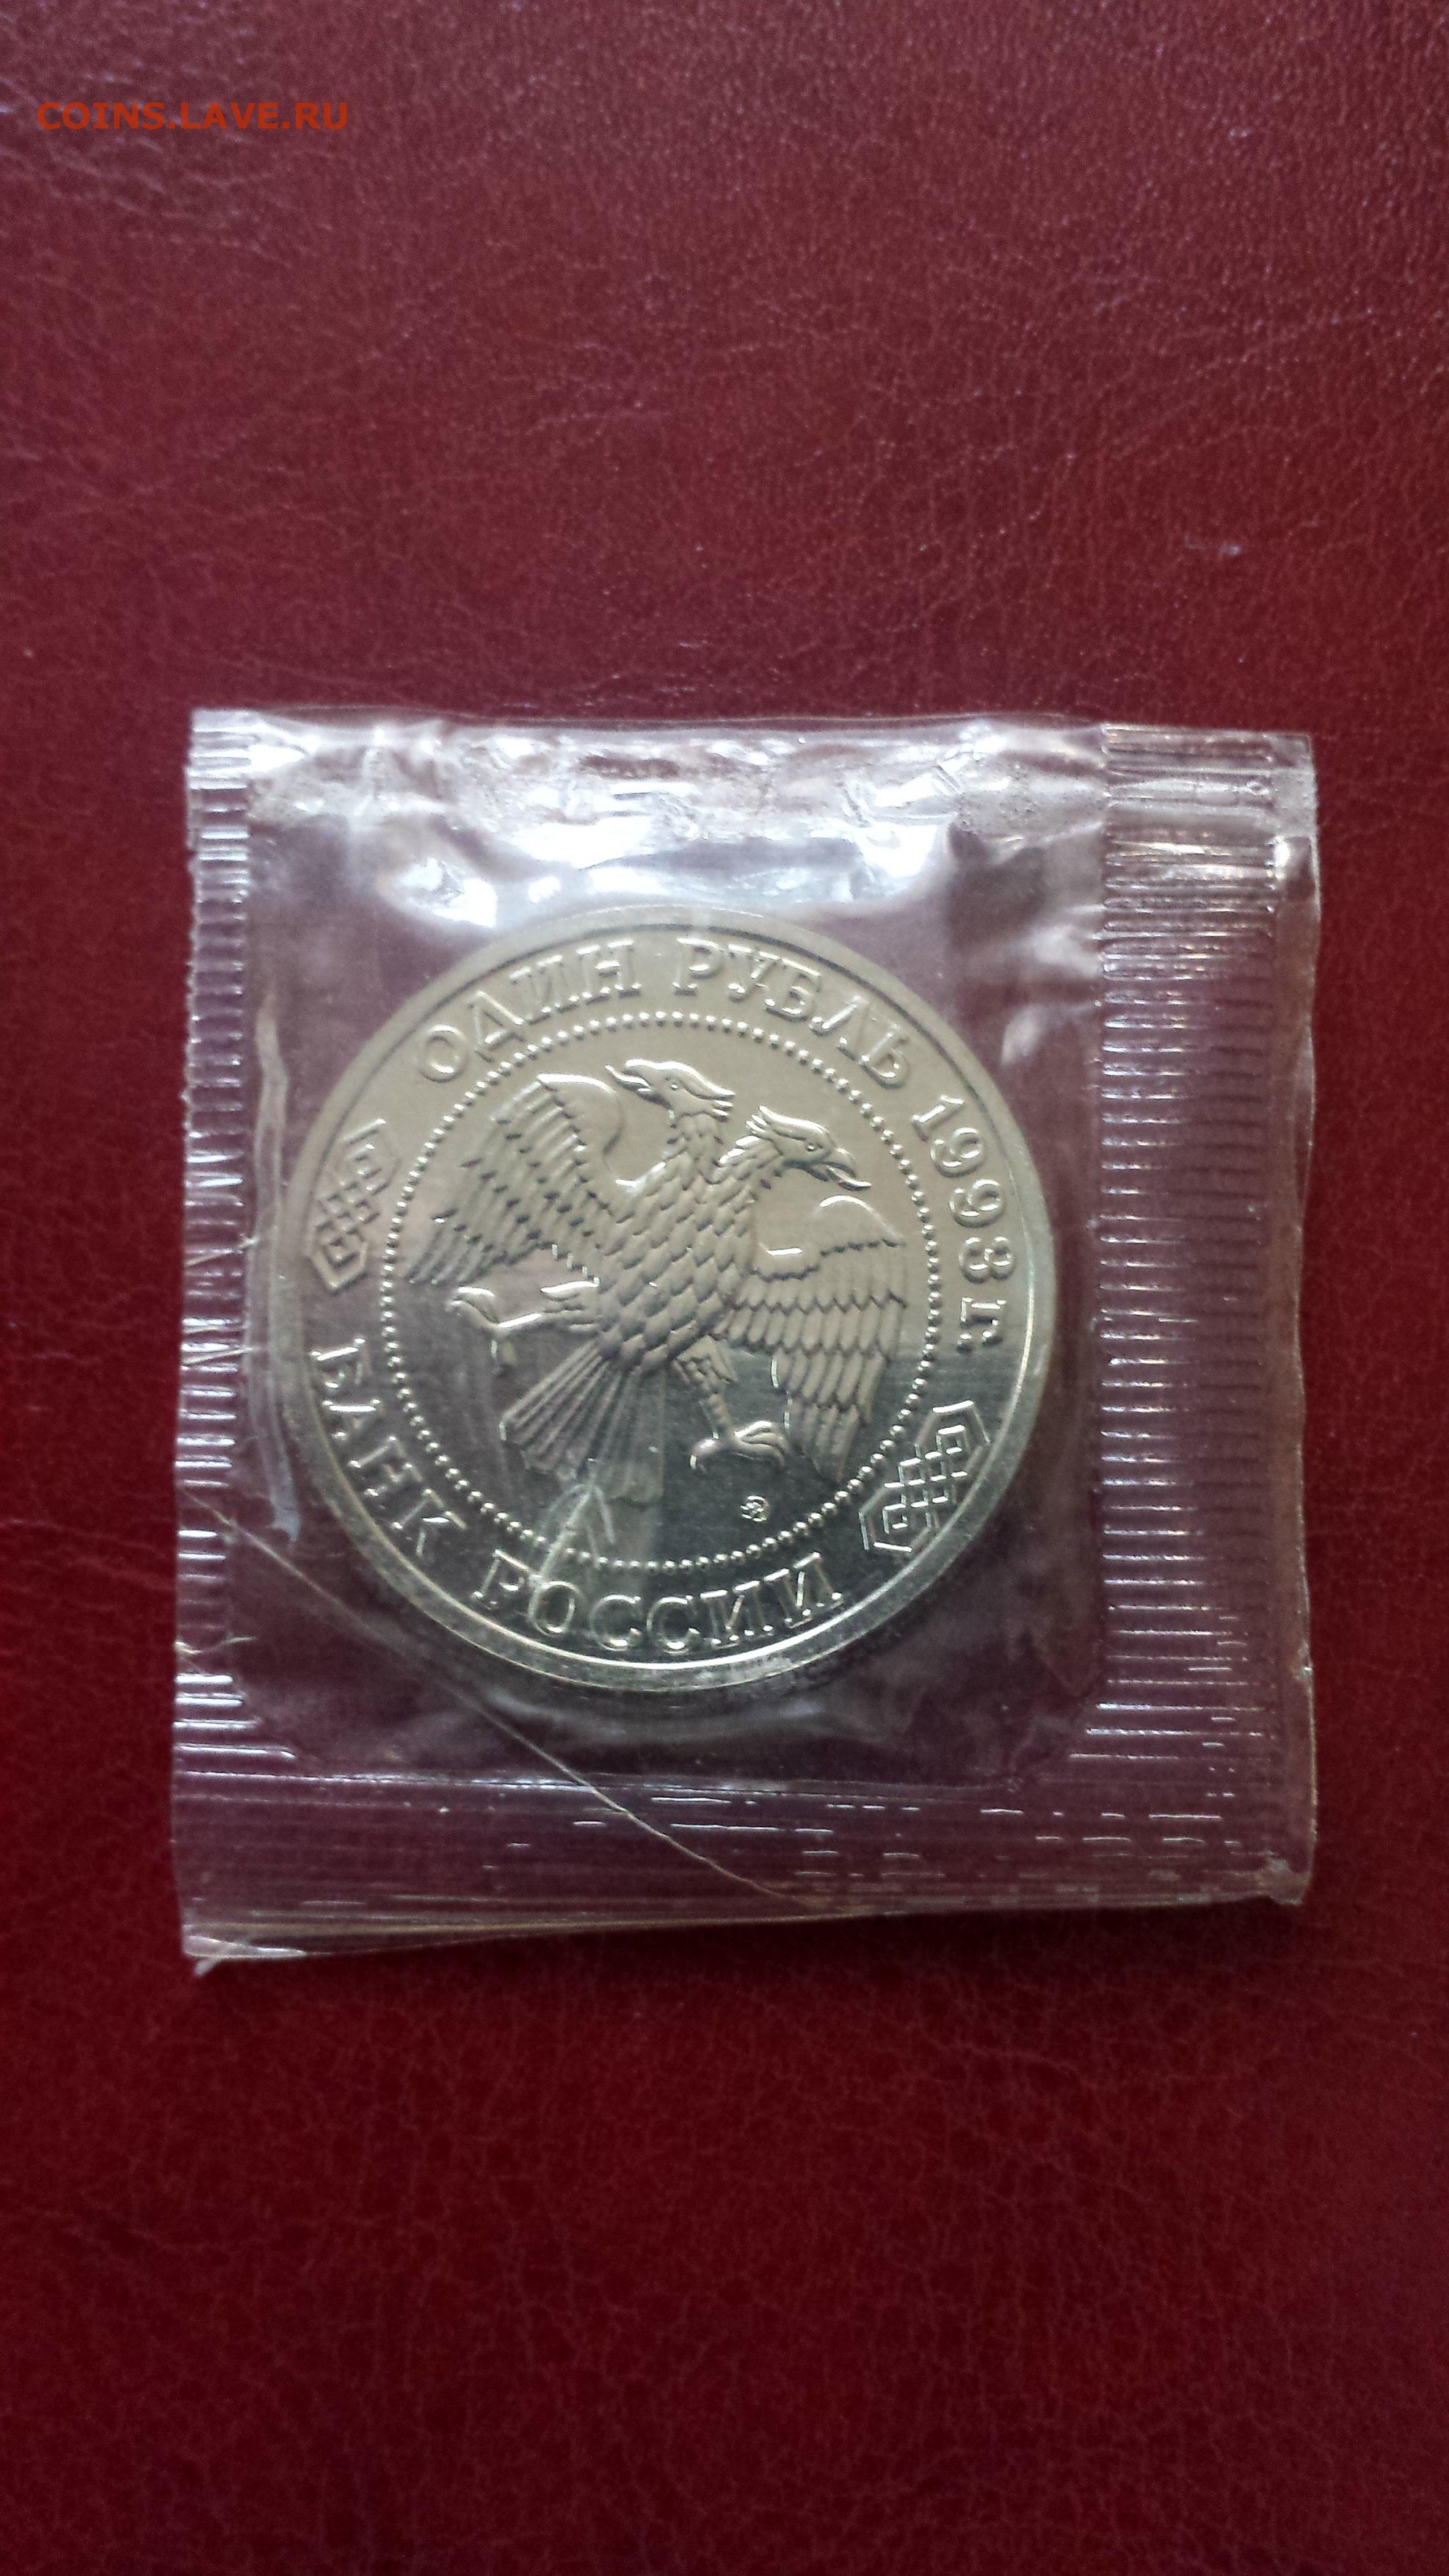 COINS.LAVE.RU
ОДИН РУБЛЬ 1993 Г.
БАНК РОССИИ